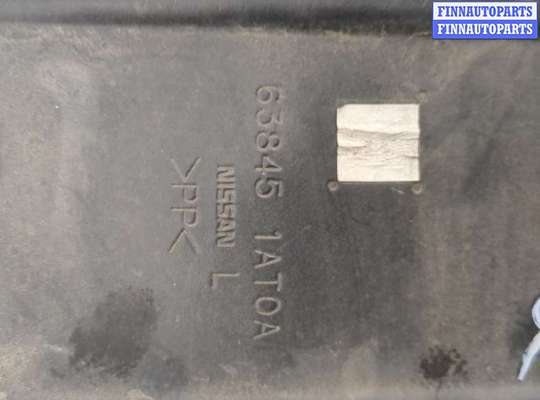 FINNAUTOPARTS
FINNAUTOPARTS
63845 1AT0A
NISSAN L
>PP<